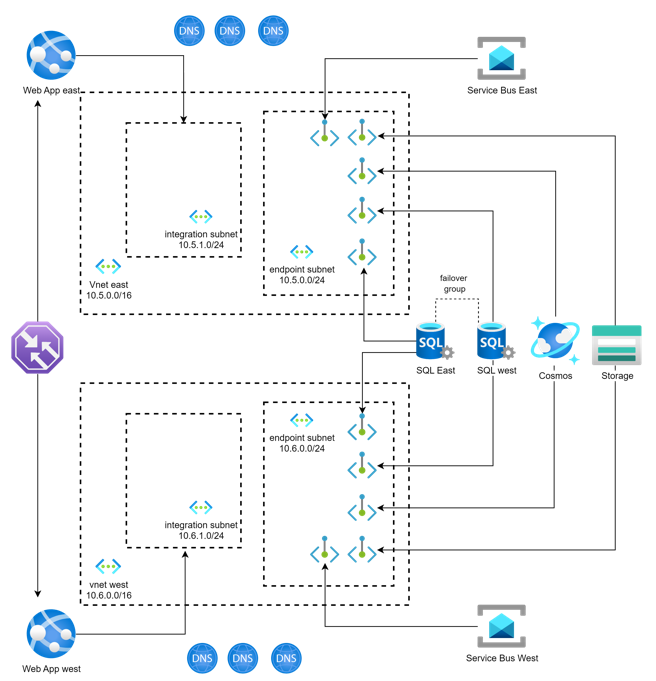 DNS
DNS
DNS
Web App east
Service Bus East
integration subnet
10.5.1.0/24
endpoint subnet
10.5.0.0/24
Vnet east
10.5.0.0/16
failover
group
SQL
SQL
SQL East
SQL west
Cosmos
Storage
endpoint subnet
10.6.0.0/24
integration subnet
10.6.1.0/24
vnet west
10.6.0.0/16
Web App west
DNS
DNS
DNS
Service Bus West